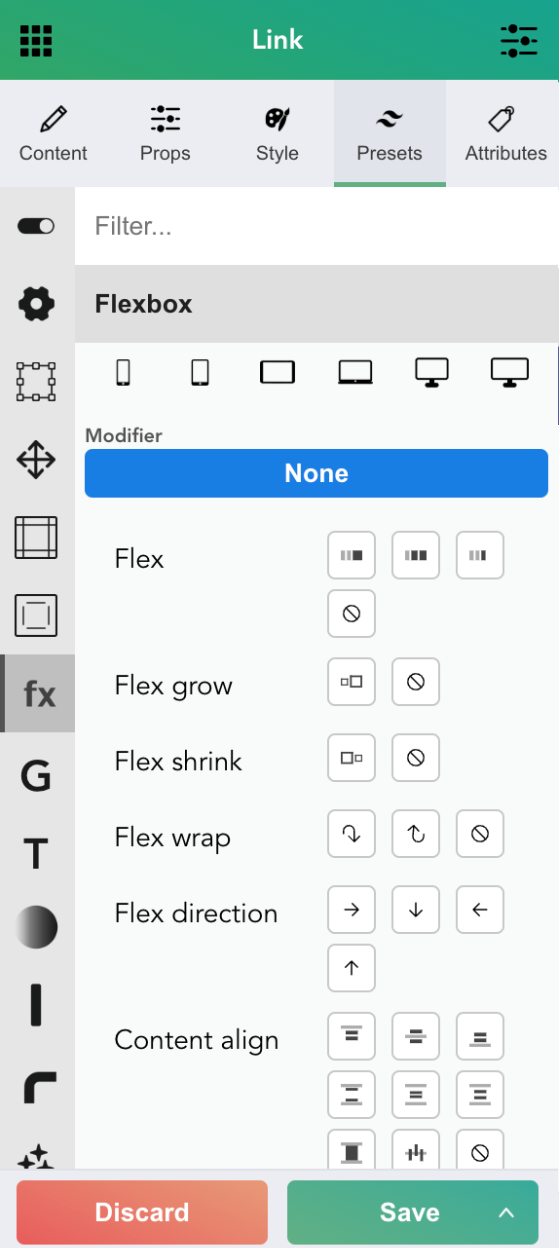 Link
Content Props Style Presets Attributes
Filter...
Flexbox
Modifier
None
Flex
Flex grow
fx
Flex shrink
G
Flex wrap
T
Flex direction
Content align
Discard Save